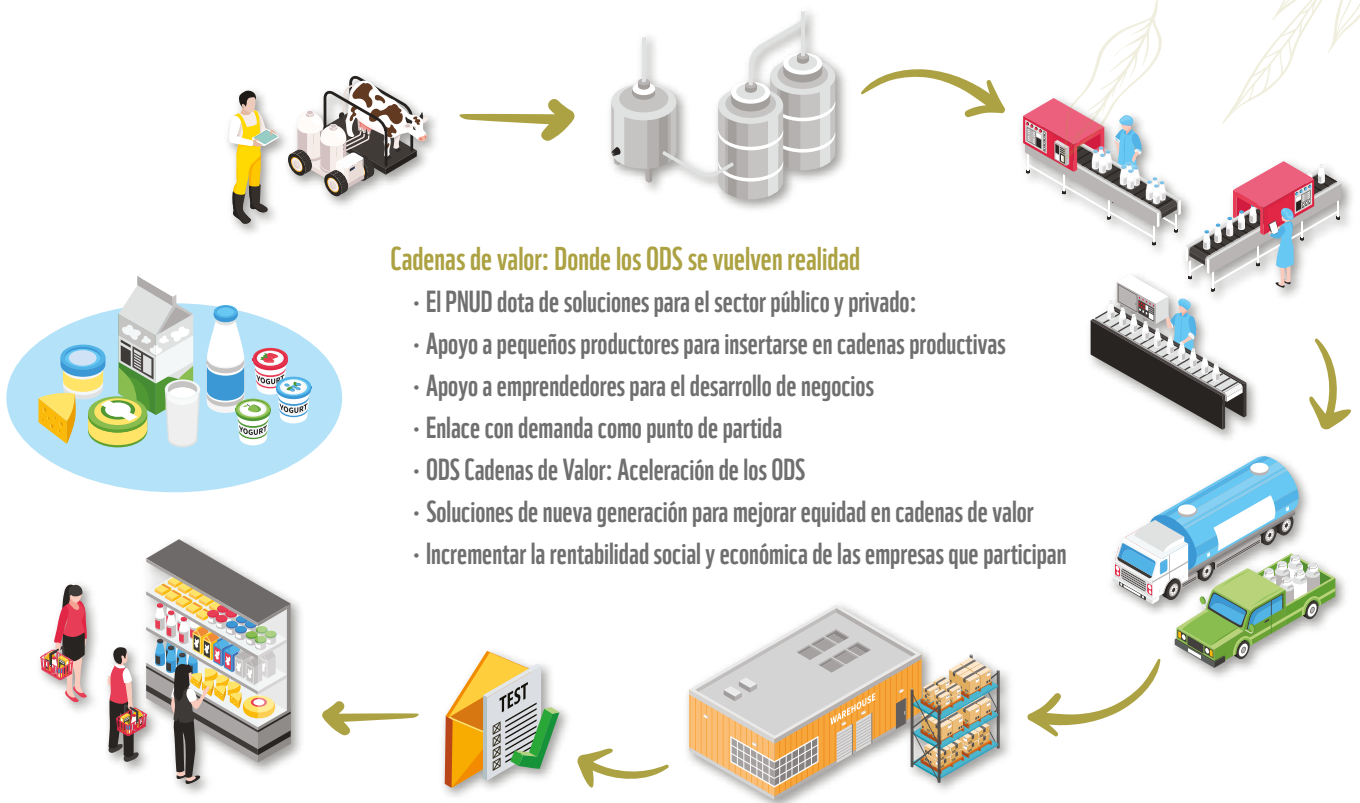 Cadenas de valor: Donde los ODS se vuelven realidad
· El PNUD dota de soluciones para el sector público y privado:
· Apoyo a pequeños productores para insertarse en cadenas productivas
· Apoyo a emprendedores para el desarrollo de negocios
· Enlace con demanda como punto de partida
· ODS Cadenas de Valor: Aceleración de los ODS
· Soluciones de nueva generación para mejorar equidad en cadenas de valor
· Incrementar la rentabilidad social y económica de las empresas que participan
YOGURT
YOGURT
YOGURT
TEST
WAREHOUSE